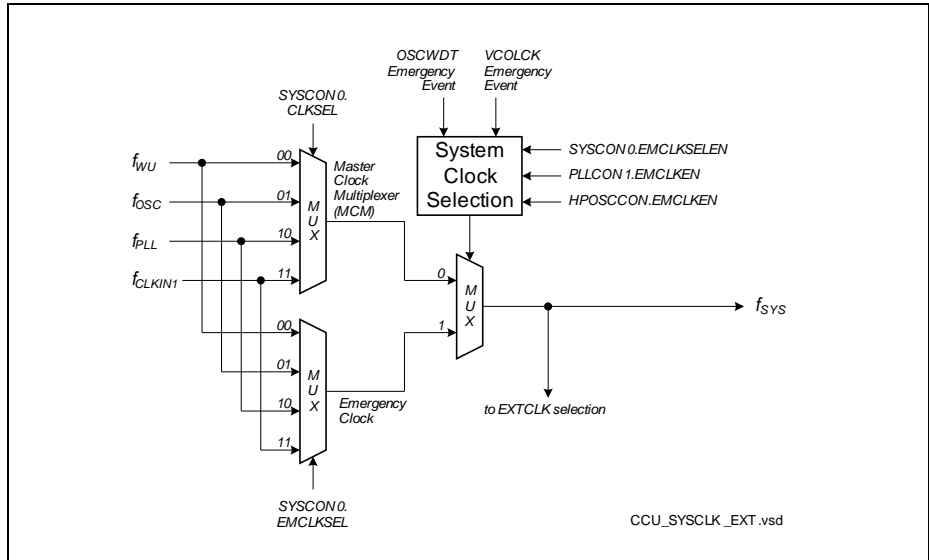 OSCWDT
Emergency
Event
VCOLCK
Emergency
Event
SYSCON0.
CLKSEL
System
Clock
Selection
SYSCON0.EMCLKSELEN
PLLCON1.EMCLKEN
HPOSCCON.EMCLKEN
fWU
fOSC
fPLL
fCLKIN1
00
01
10
11
M
U
X
Master
Clock
Multiplexer
(MCM)
00
01
10
11
M
U
X
Emergency
Clock
0
1
M
U
X
fSYS
to EXTCLK selection
SYSCON0.
EMCLKSEL
CCU_SYSCLK_EXT.vsd